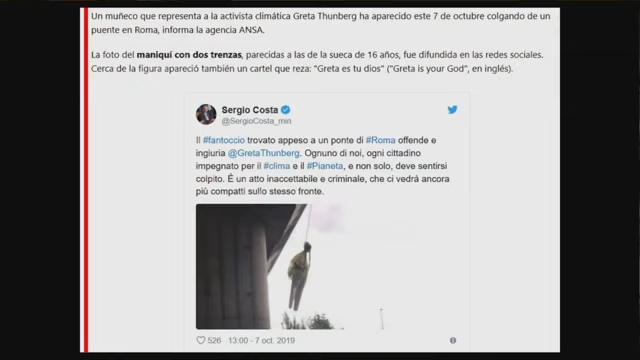 Un muñeco que representa a la activista climática Greta Thunberg ha aparecido este 7 de octubre colgando de un
puente en Roma, informa la agencia ANSA.
La foto del maniquí con dos trenzas, parecidas a las de la sueca de 16 años, fue difundida en las redes sociales.
Cerca de la figura apareció también un cartel que reza: "Greta es tu dios" ("Greta is your God", en inglés).
Sergio Costa
@SergioCosta_min
Il #fantoccio trovato appeso a un ponte di #Roma offende e
ingiuria @GretaThunberg. Ognuno di noi, ogni cittadino
impegnato per il #clima e il #Pianeta, e non solo, deve sentirsi
colpito. È un atto inaccettabile e criminale, che ci vedrà ancora
più compatti sullo stesso fronte.
526 13:00 - 7 oct. 2019